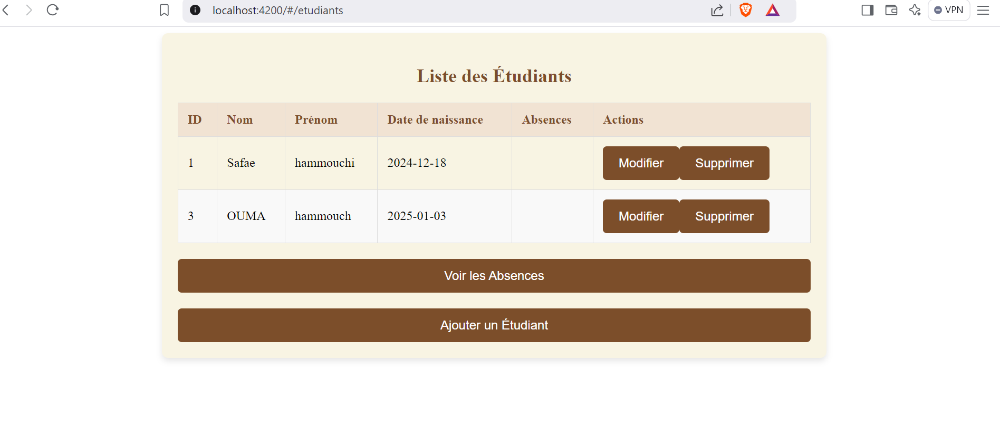 localhost:4200/#/etudiants
VPN
Liste des Étudiants
ID Nom Prénom Date de naissance Absences Actions
1 Safae hammouchi 2024-12-18 Modifier Supprimer
3 OUMA hammouch 2025-01-03 Modifier Supprimer
Voir les Absences
Ajouter un Étudiant